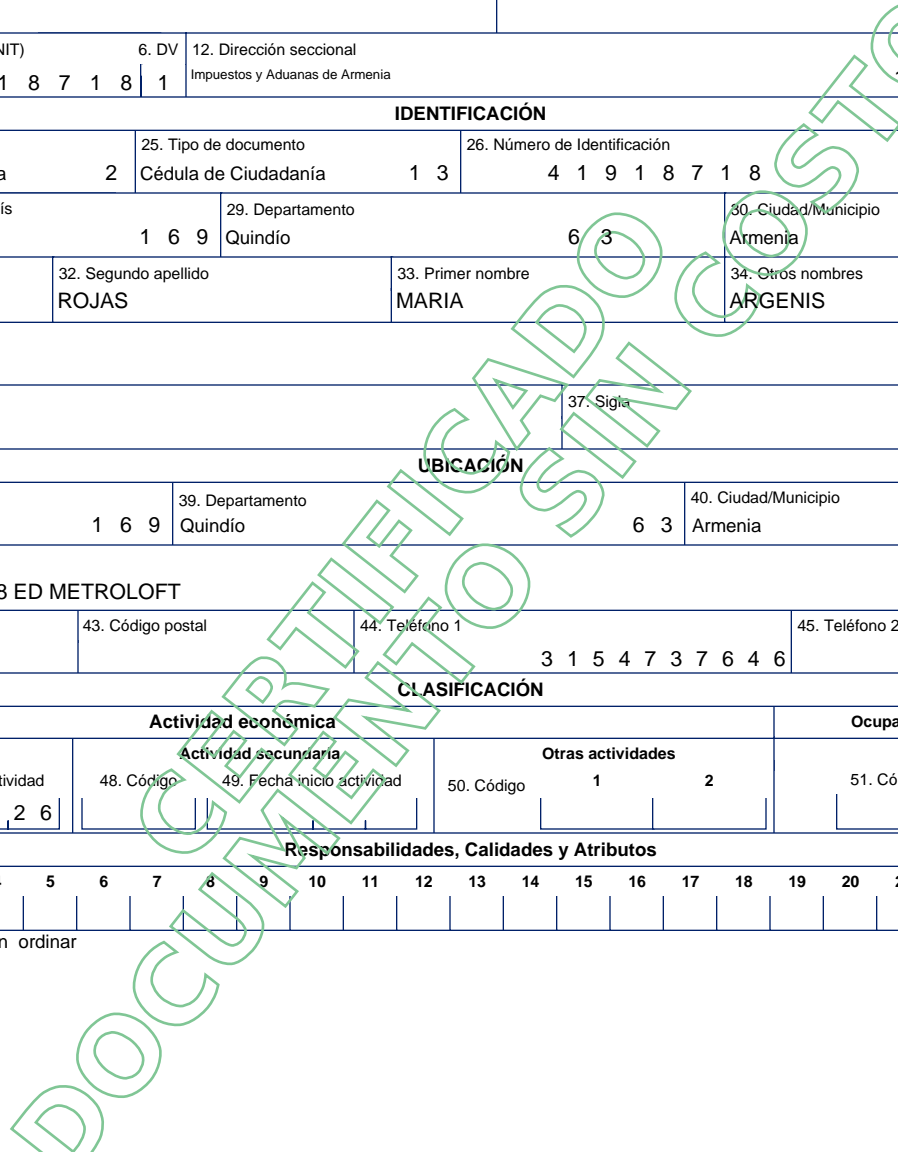 NIT) 6. DV 12. Dirección seccional
1 8 7 1 8 1 Impuestos y Aduanas de Armenia
IDENTIFICACIÓN
25. Tipo de documento 26. Número de Identificación
a 2 Cédula de Ciudadanía 1 3 4 1 9 1 8 7 1 8
ís 29. Departamento 30. Ciudad/Municipio
1 6 9 Quindío 6 3 Armenia
32. Segundo apellido 33. Primer nombre 34. Otros nombres
ROJAS MARIA ARGENIS
37. Sigla
UBICACIÓN
39. Departamento 40. Ciudad/Municipio
1 6 9 Quindío 6 3 Armenia
8 ED METROLOFT
43. Código postal 44. Teléfono 1 45. Teléfono 2
3 1 5 4 7 3 7 6 4 6
CLASIFICACIÓN
Actividad económica Ocupa
Actividad secundaria Otras actividades
tividad 48. Código 49. Fecha inicio actividad 50. Código 1 2 51. Có
2 6
Responsabilidades, Calidades y Atributos
5 6 7 8 9 10 11 12 13 14 15 16 17 18 19 20 2
n ordinar
CERTIFICADO
DOCUMENTO SIN COSTO